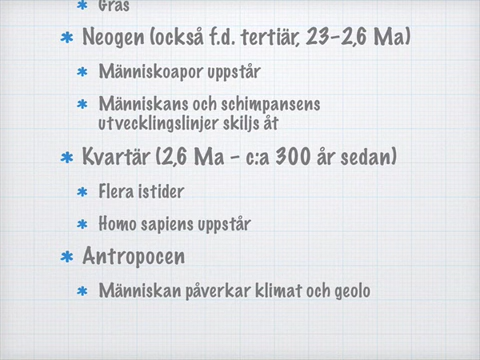 Gräs
Neogen (också f.d. tertiär, 23–2,6 Ma)
Människoapor uppstår
Människans och schimpansens
utvecklingslinjer skiljs åt
Kvartär (2,6 Ma – c:a 300 år sedan)
Flera istider
Homo sapiens uppstår
Antropocen
Människan påverkar klimat och geolo